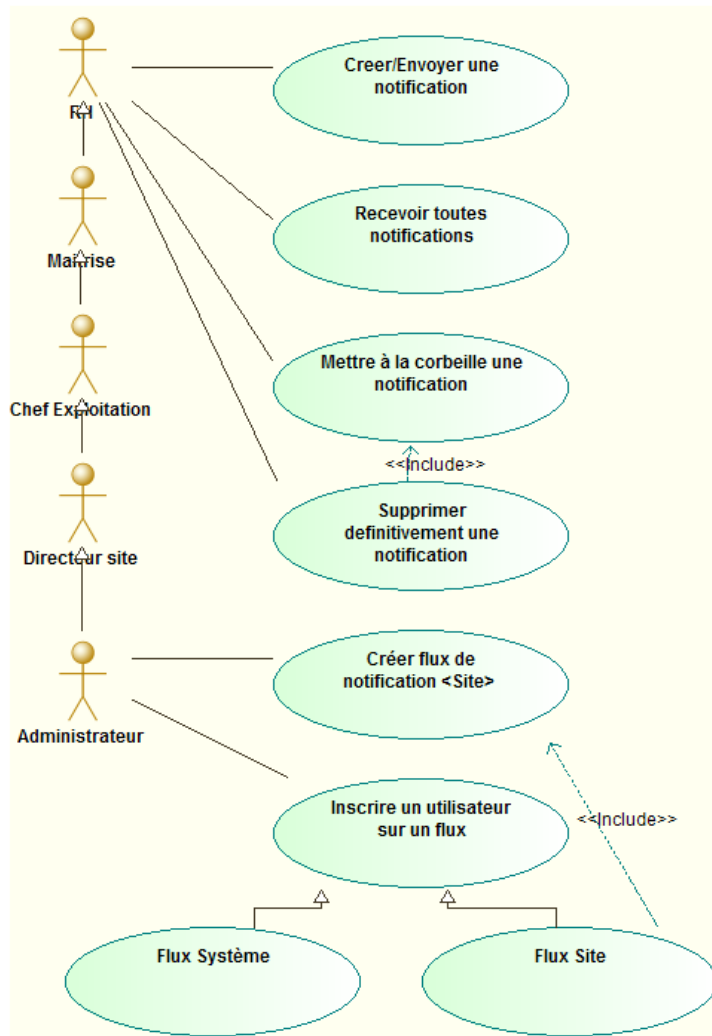 Creer/Envoyer une
notification
RH
Recevoir toutes
notifications
Maitrise
Mettre à la corbeille une
notification
Chef Exploitation
<<Include>>
Supprimer
definitivement une
notification
Directeur site
Créer flux de
notification <Site>
Administrateur
Inscrire un utilisateur
sur un flux
<<Include>>
Flux Système
Flux Site